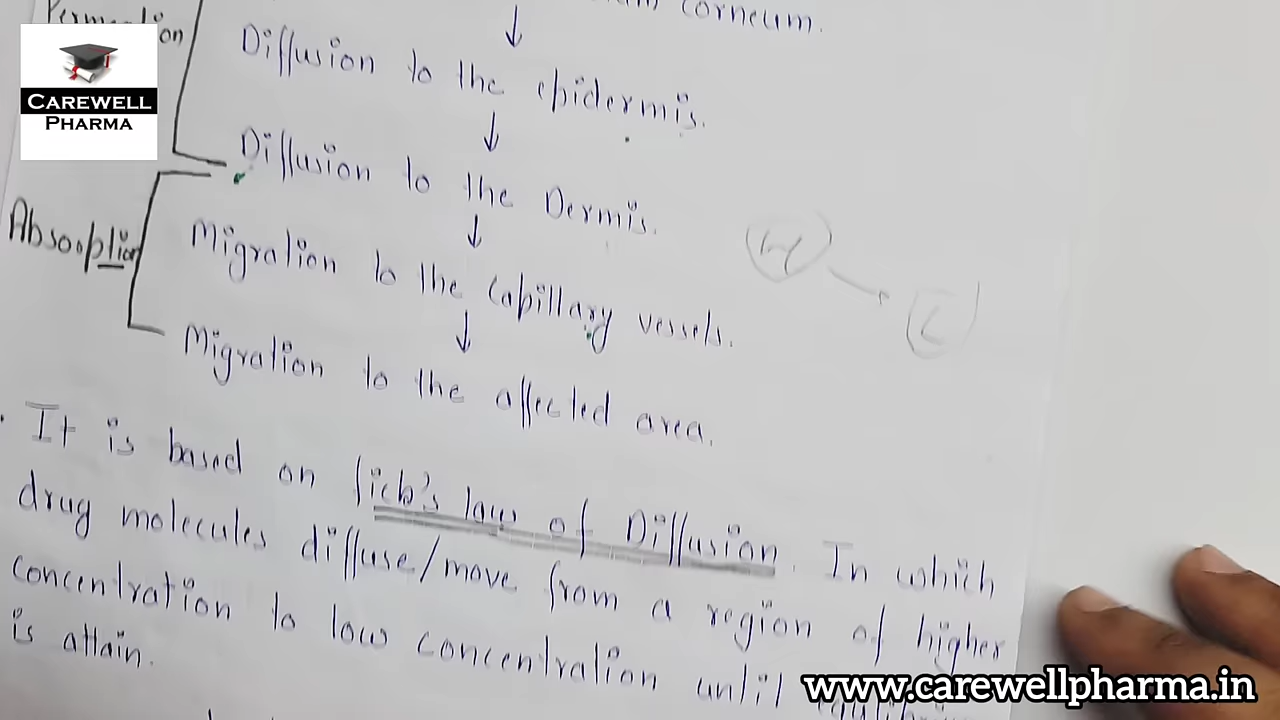 corneum.
Diffusion to the epidermis.
↓
Diffusion to the Dermis.
↓
Absorption
Migration to the capillary vessels.
↓
Migration to the affected area.
. It is based on fick's law of Diffusion. In which
drug molecules diffuse/move from a region of higher
concentration to low concentration until
is attain.
H
L
CAREWELL
PHARMA
www.carewellpharma.in